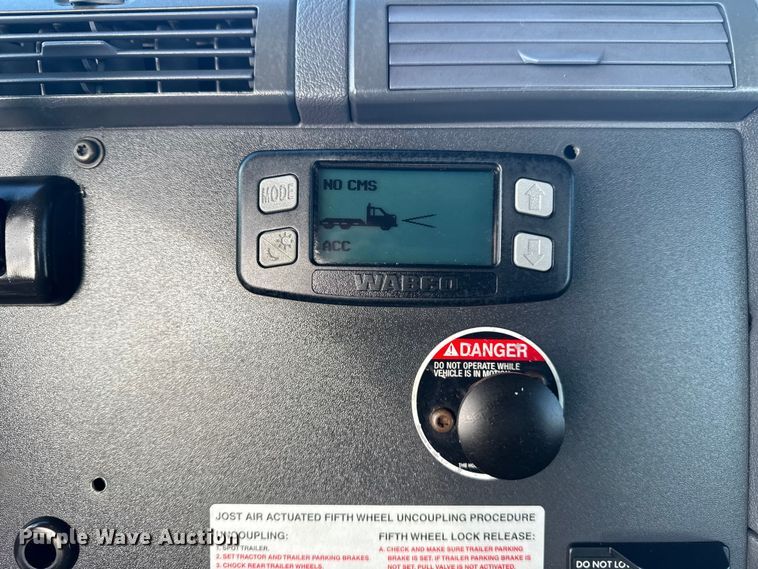 NO CMS
MODE
ACC
WABCO
DANGER
DO NOT OPERATE WHILE
VEHICLE IS IN
JOST AIR ACTUATED FIFTH WHEEL UNCOUPLING PROCEDURE
FIFTH WHEEL LOCK RELEASE:
1. SPOT TRAILER.
2. SET TRACTOR AND TRAILER PARKING BRAKES
3. CHOCK REAR TRAILER WHEELS.
A. CHECK AND MAKE SURE TRAILER PARKING
BRAKE IS SET. IF TRAILER PARKING BRAKE IS
NOT SET, PULL VALVE IS NOT ACTIVATED.
DO NOT
Purple Wave Auction